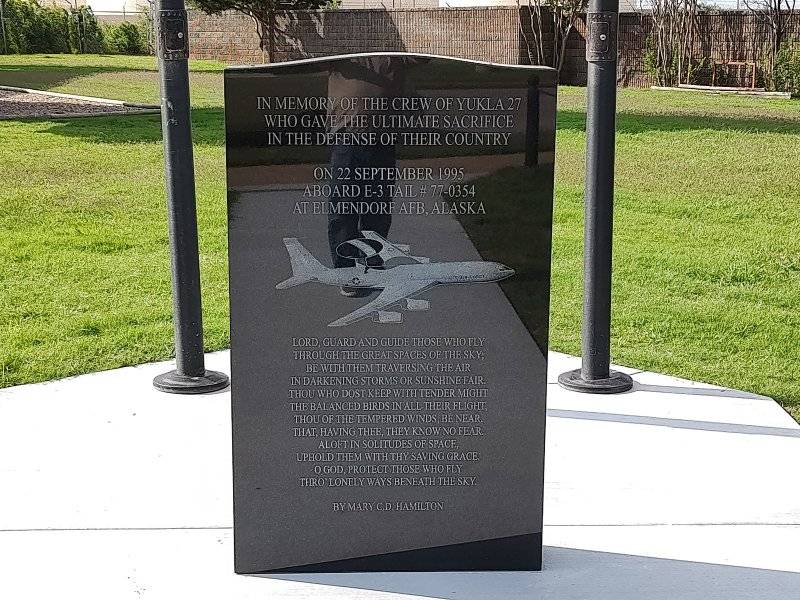 IN MEMORY OF THE CREW OF YUKLA 27
WHO GAVE THE ULTIMATE SACRIFICE
IN THE DEFENSE OF THEIR COUNTRY
ON 22 SEPTEMBER 1995
ABOARD E-3 TAIL # 77-0354
AT ELMENDORF AFB, ALASKA
LORD, GUARD AND GUIDE THOSE WHO FLY
THROUGH THE GREAT SPACES OF THE SKY;
BE WITH THEM TRAVERSING THE AIR
IN DARKENING STORMS OR SUNSHINE FAIR.
THOU WHO DOST KEEP WITH TENDER MIGHT
THE BALANCED BIRDS IN ALL THEIR FLIGHT,
THOU OF THE TEMPERED WINDS, BE NEAR,
THAT, HAVING THEE, THEY KNOW NO FEAR.
ALOFT IN SOLITUDES OF SPACE,
UPHOLD THEM WITH THY SAVING GRACE.
O GOD, PROTECT THOSE WHO FLY
THRO' LONELY WAYS BENEATH THE SKY.
BY MARY C.D. HAMILTON